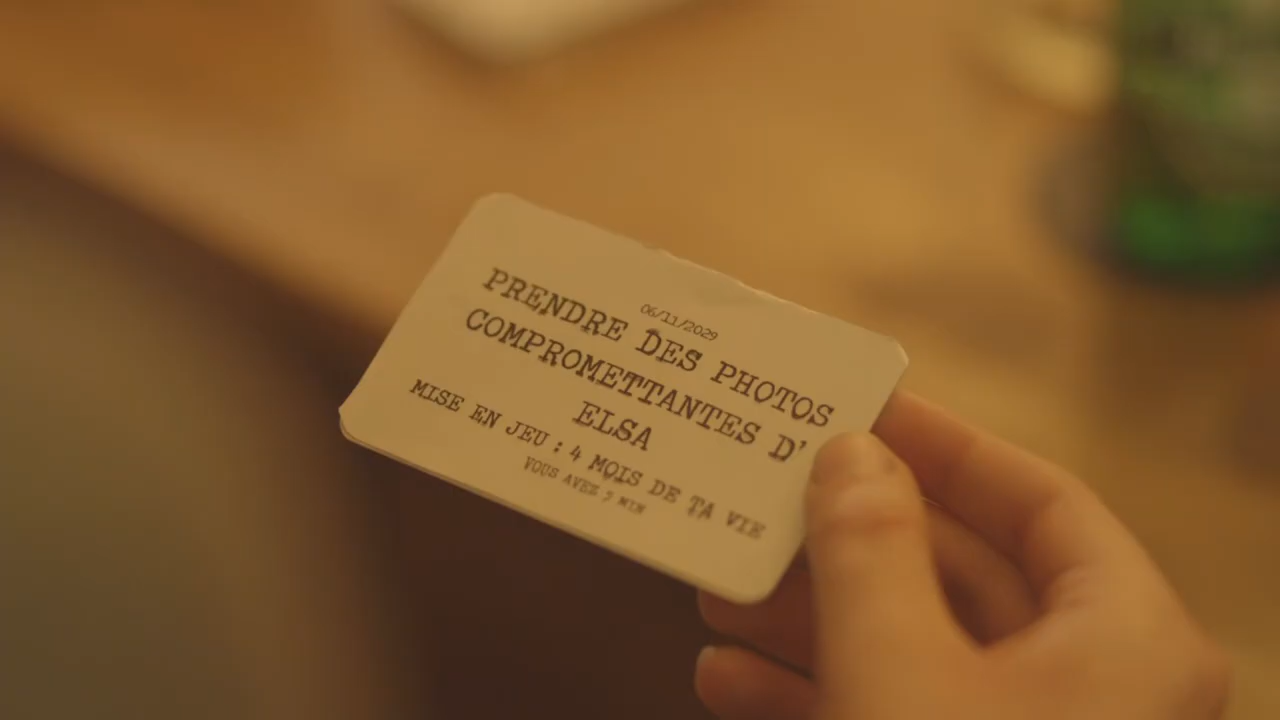 06/11/2029
PRENDRE DES PHOTOS
COMPROMETTANTES D'
ELSA
MISE EN JEU : 4 MOIS DE TA VIE
VOUS AVEZ 5 MIN